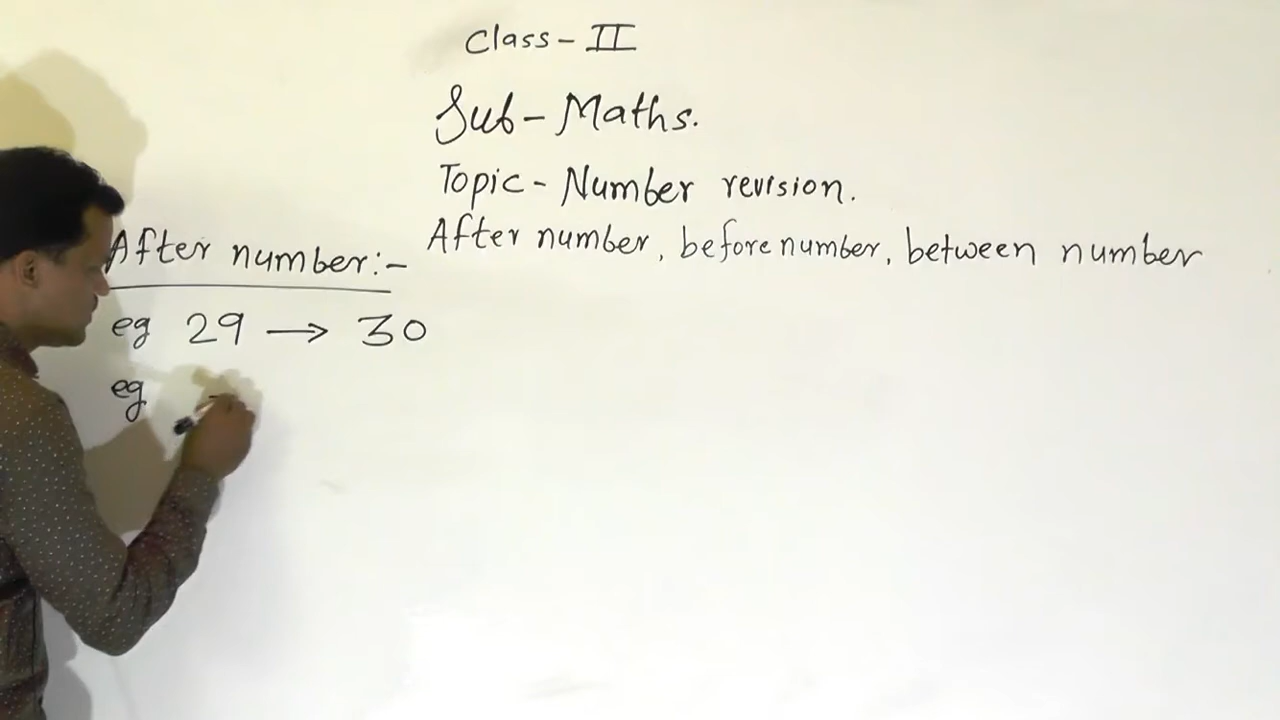 Class - II
Sub - Maths.
Topic - Number revision.
After number, before number, between number
After number:-
eg 29 → 30
eg